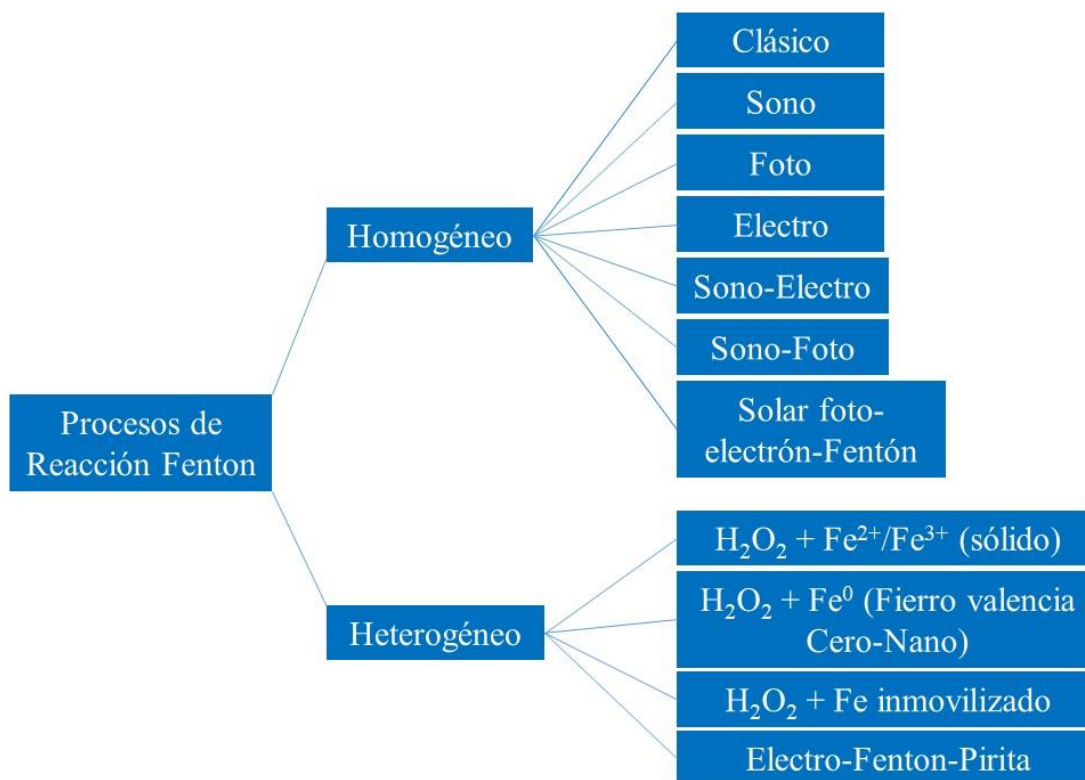 Procesos de
Reacción Fenton
Homogéneo
Clásico
Sono
Foto
Electro
Sono-Electro
Sono-Foto
Solar foto-
electrón-Fentón
Heterogéneo
H₂O₂ + Fe²⁺/Fe³⁺ (sólido)
H₂O₂ + Fe⁰ (Fierro valencia
Cero-Nano)
H₂O₂ + Fe inmovilizado
Electro-Fenton-Pirita